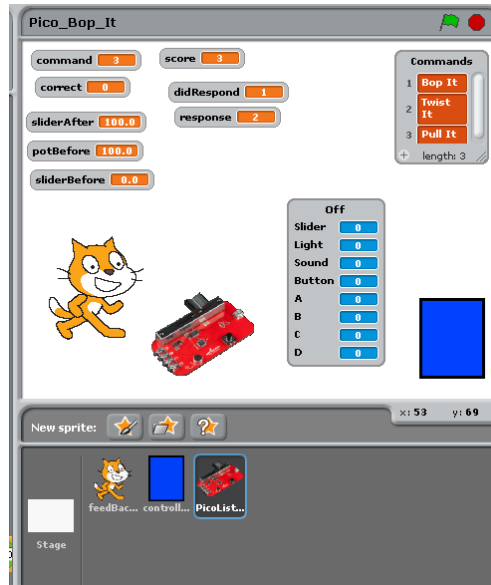 Pico_Bop_It
command 3
score 3
correct 0
didRespond 1
sliderAfter 100.0
response 2
potBefore 100.0
sliderBefore 0.0
Commands
1 Bop It
2 Twist
It
3 Pull It
+ length: 3
Off
Slider 0
Light 0
Sound 0
Button 0
A 0
B 0
C 0
D 0
x: 53 y: 69
New sprite:
feedBac... controll... PicoList...
Stage